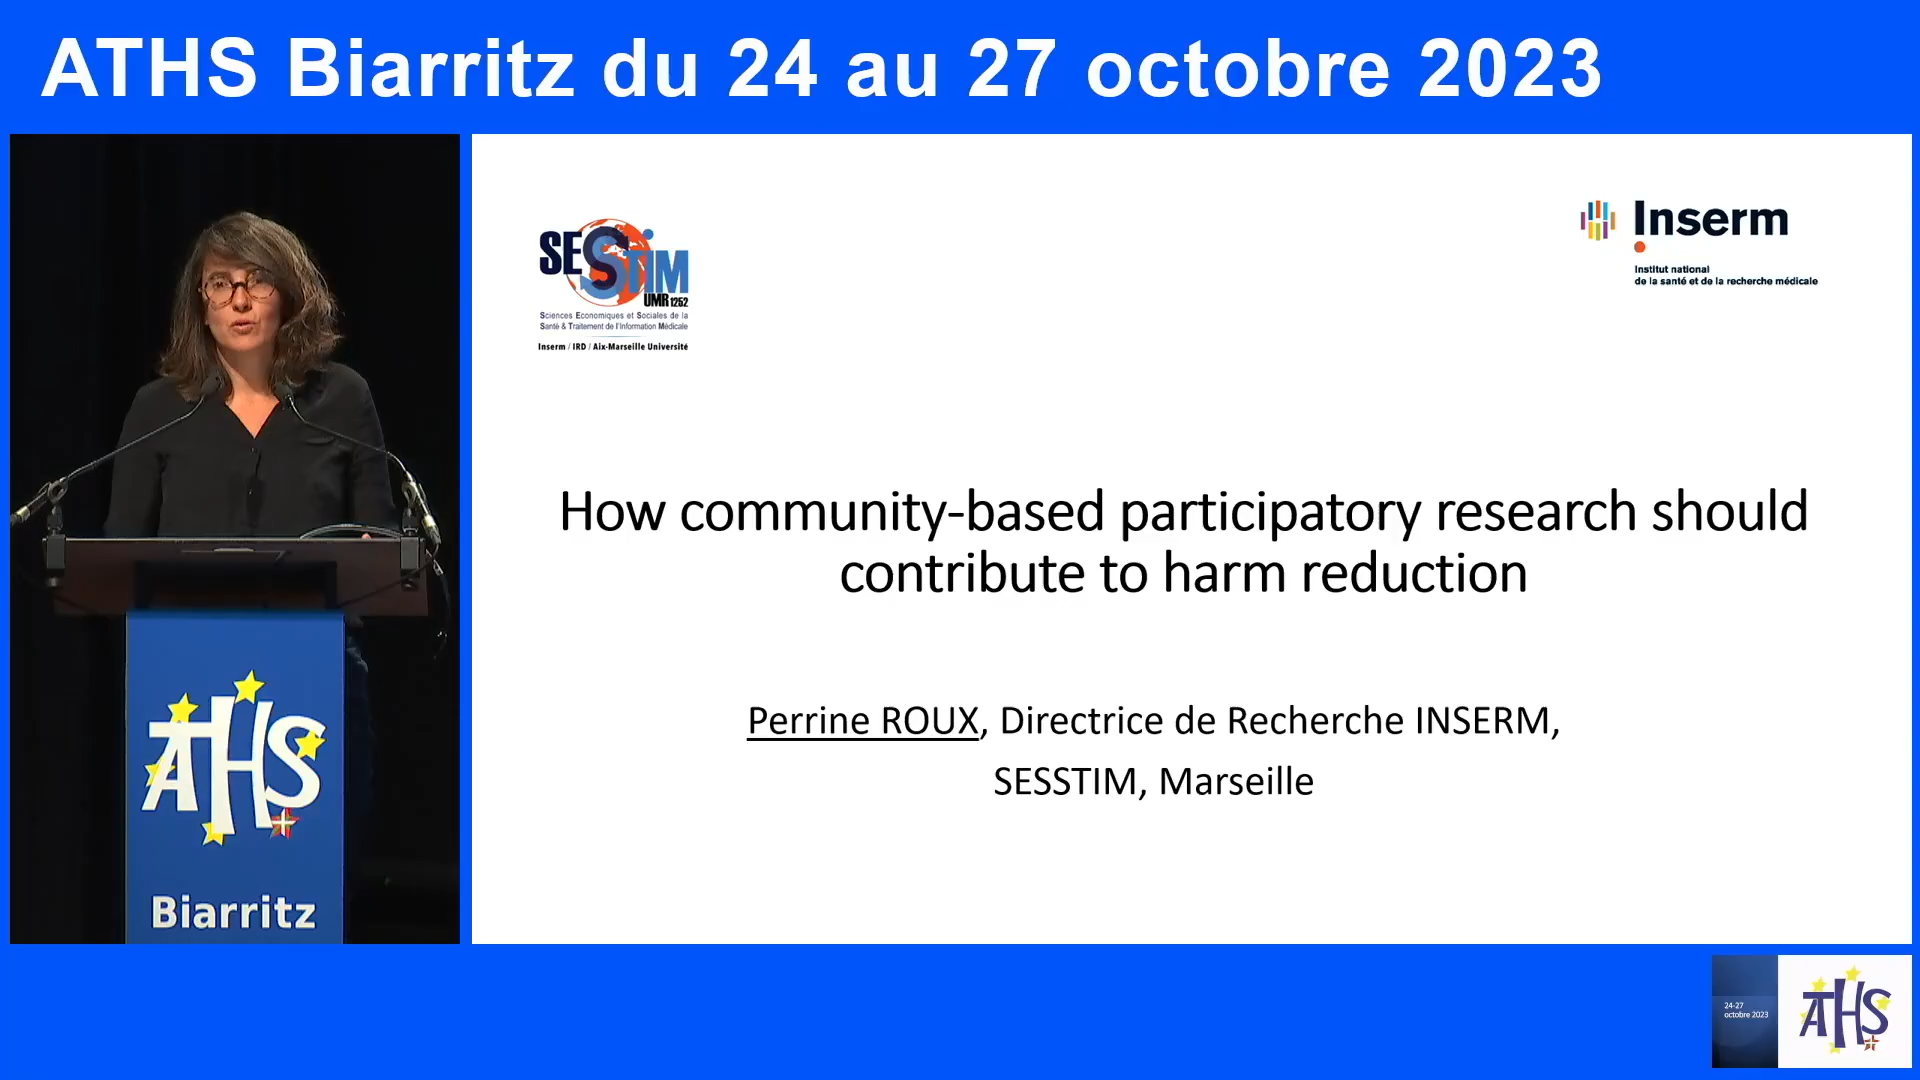 ATHS Biarritz du 24 au 27 octobre 2023
SESSTIM
UMR 1252
Sciences Economiques et Sociales de la
Santé & Traitement de l'Information Médicale
Inserm / IRD / Aix-Marseille Université
Inserm
Institut national
de la santé et de la recherche médicale
How community-based participatory research should
contribute to harm reduction
Perrine ROUX, Directrice de Recherche INSERM,
SESSTIM, Marseille
ATHS
Biarritz
24-27
octobre 2023
ATHS